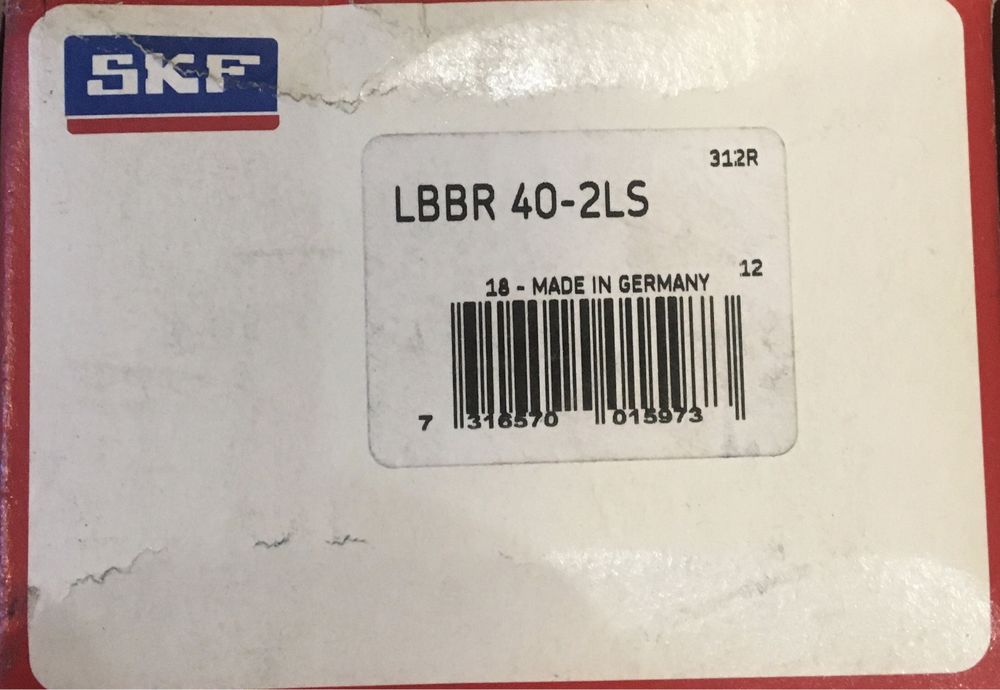 SKF
312R
LBBR 40-2LS
12
18 - MADE IN GERMANY
7 316570 015973